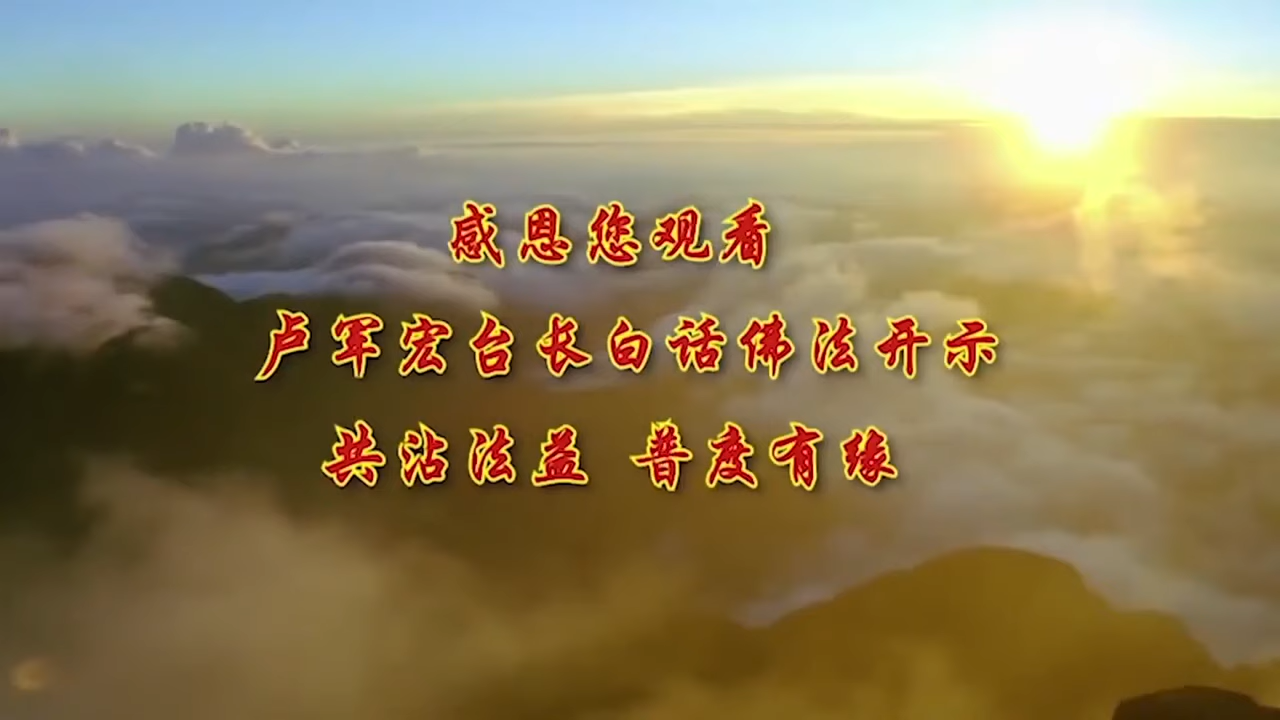 感恩您观看
卢军宏台长白话佛法开示
共沾法益 普度有缘